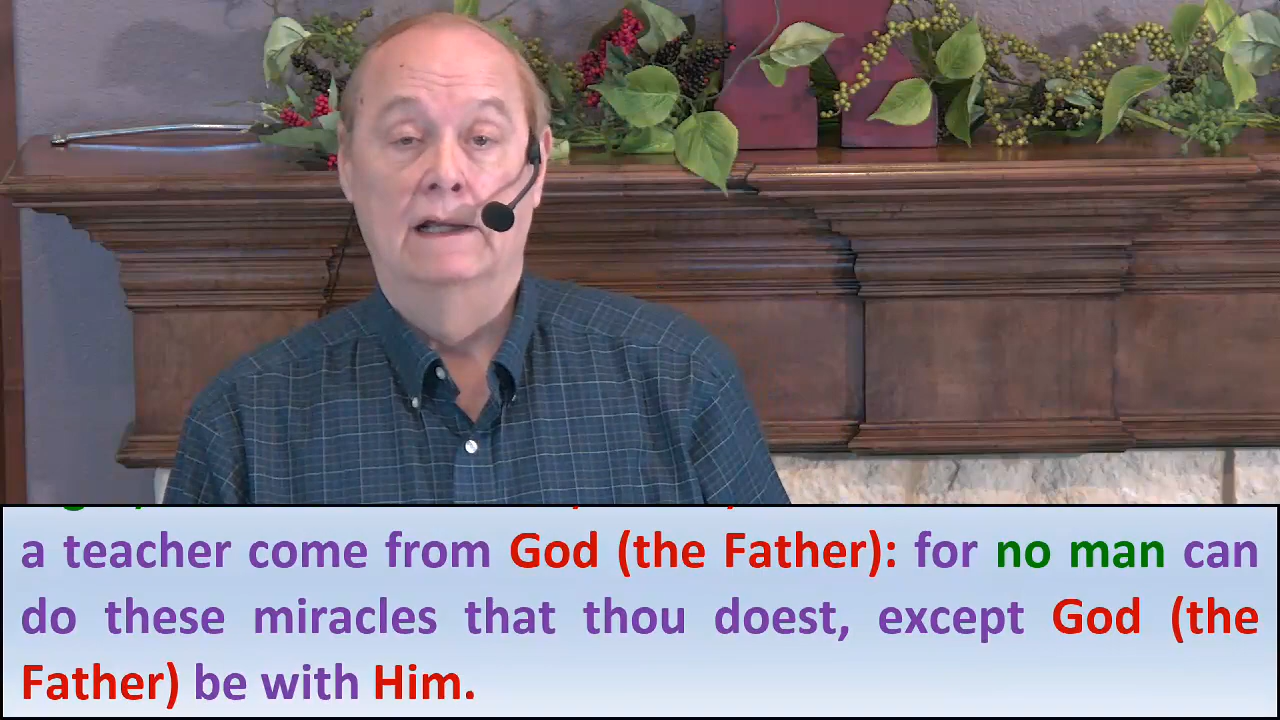 a teacher come from God (the Father): for no man can
do these miracles that thou doest, except God (the
Father) be with Him.